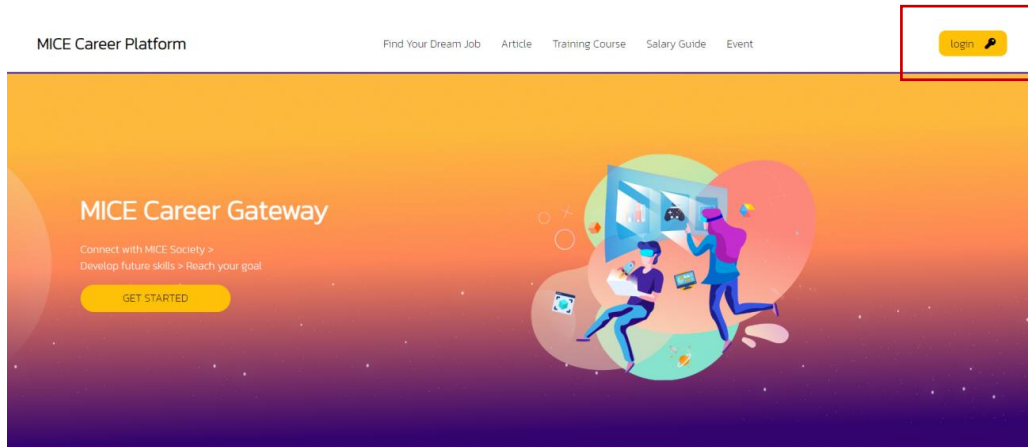 MICE Career Platform
Find Your Dream Job Article Training Course Salary Guide Event
login
MICE Career Gateway
Connect with MICE Society >
Develop future skills > Reach your goal
GET STARTED